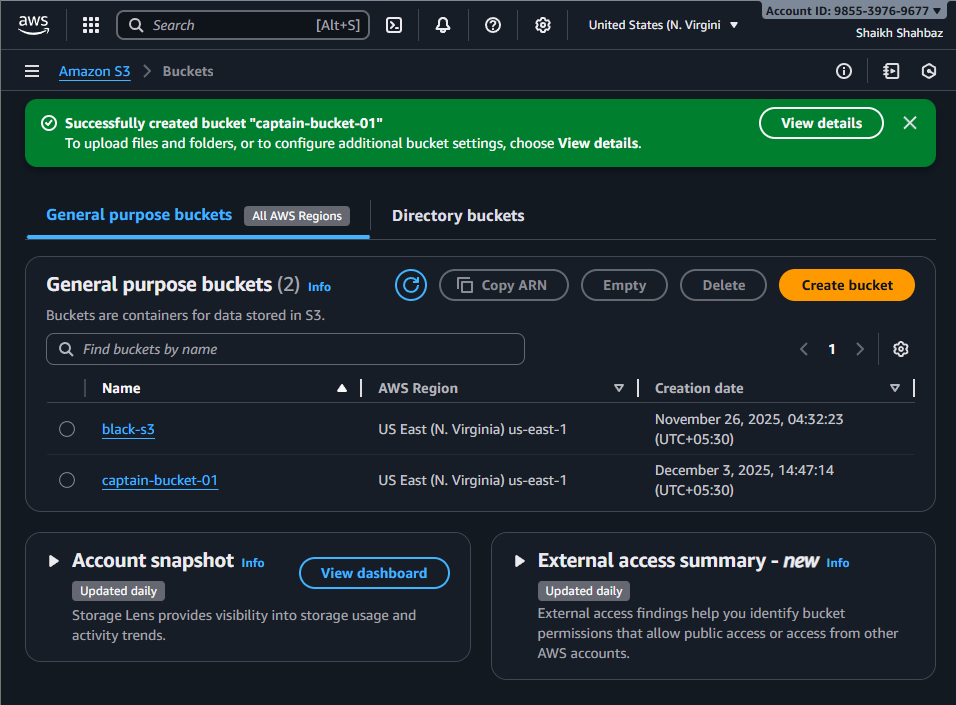 aws
Search [Alt+S]
United States (N. Virgini
Account ID: 9855-3976-9677
Shaikh Shahbaz
Amazon S3 > Buckets
Successfully created bucket "captain-bucket-01"
To upload files and folders, or to configure additional bucket settings, choose View details.
View details
General purpose buckets All AWS Regions
Directory buckets
General purpose buckets (2) Info
Copy ARN
Empty
Delete
Create bucket
Buckets are containers for data stored in S3.
Find buckets by name
1
Name AWS Region Creation date
black-s3 US East (N. Virginia) us-east-1 November 26, 2025, 04:32:23
(UTC+05:30)
captain-bucket-01 US East (N. Virginia) us-east-1 December 3, 2025, 14:47:14
(UTC+05:30)
Account snapshot Info
View dashboard
Updated daily
Storage Lens provides visibility into storage usage and
activity trends.
External access summary - new Info
Updated daily
External access findings help you identify bucket
permissions that allow public access or access from other
AWS accounts.